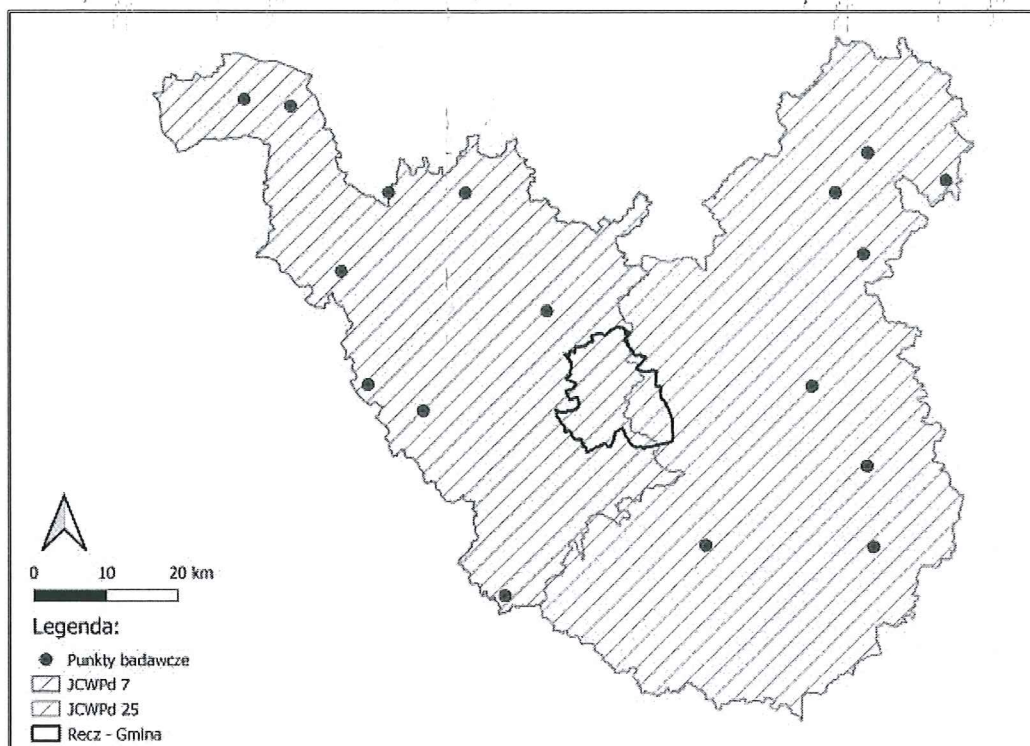 0 10 20 km
Legenda:
Punkty badawcze
JCWPd 7
JCWPd 25
Recz - Gmina